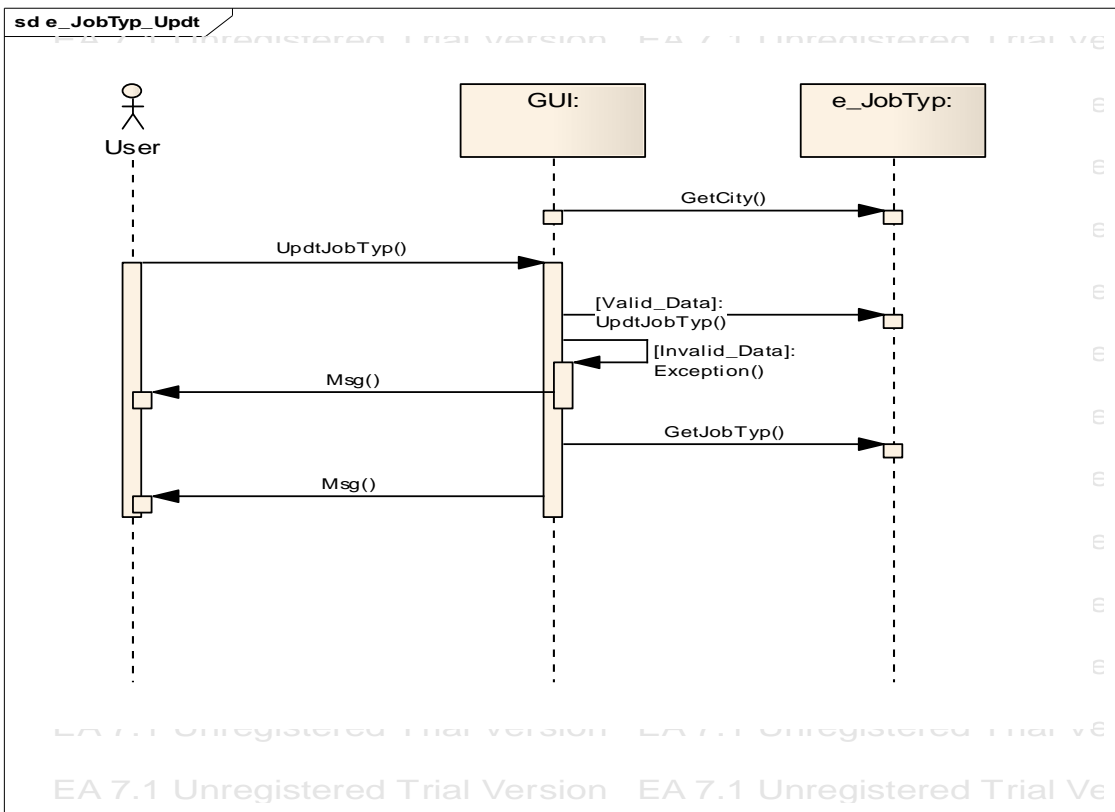 sd e_JobTyp_Updt
EA 7.1 Unregistered Trial Version EA 7.1 Unregistered Trial Ve
User
GUI:
e_JobTyp:
GetCity()
UpdtJobTyp()
[Valid_Data]:
UpdtJobTyp()
[Invalid_Data]:
Exception()
Msg()
GetJobTyp()
Msg()
EA 7.1 Unregistered Trial Version EA 7.1 Unregistered Trial Ve
EA 7.1 Unregistered Trial Version EA 7.1 Unregistered Trial Ve